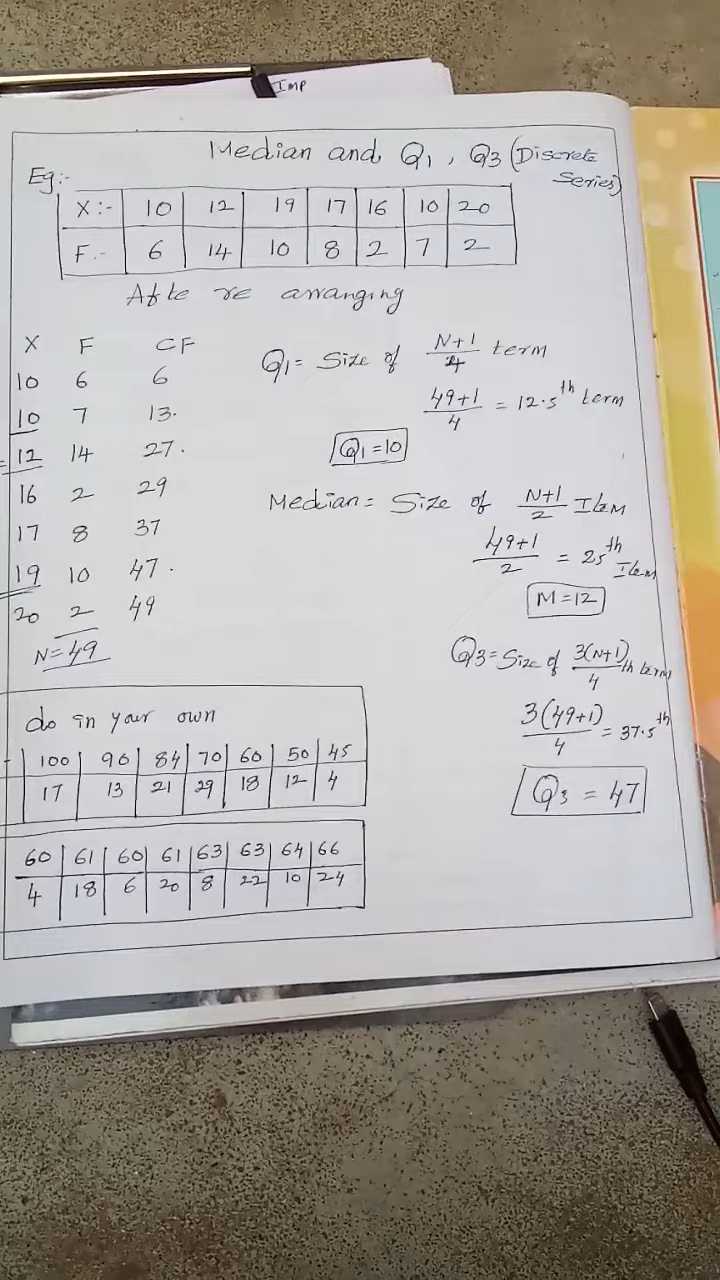 IMP
Median and Q1, Q3 (Discrete Series)
Eg:-
X:- 10 12 19 17 16 10 20
F:- 6 14 10 8 2 7 2
Afte re arranging
X F CF
10 6 6
10 7 13.
12 14 27.
16 2 29
17 8 37
19 10 47.
20 2 49
N=49
Q1= Size of N+1/4 term
49+1/4 = 12.5th term
Q1=10
Median= Size of N+1/2 Item
49+1/2 = 25th Item
M=12
Q3=Size of 3(N+1)/4 th term
3(49+1)/4 = 37.5th
Q3 = 47
do in your own
100 90 84 70 60 50 45
17 13 21 29 18 12 4
60 61 60 61 63 63 64 66
4 18 6 20 8 22 10 24